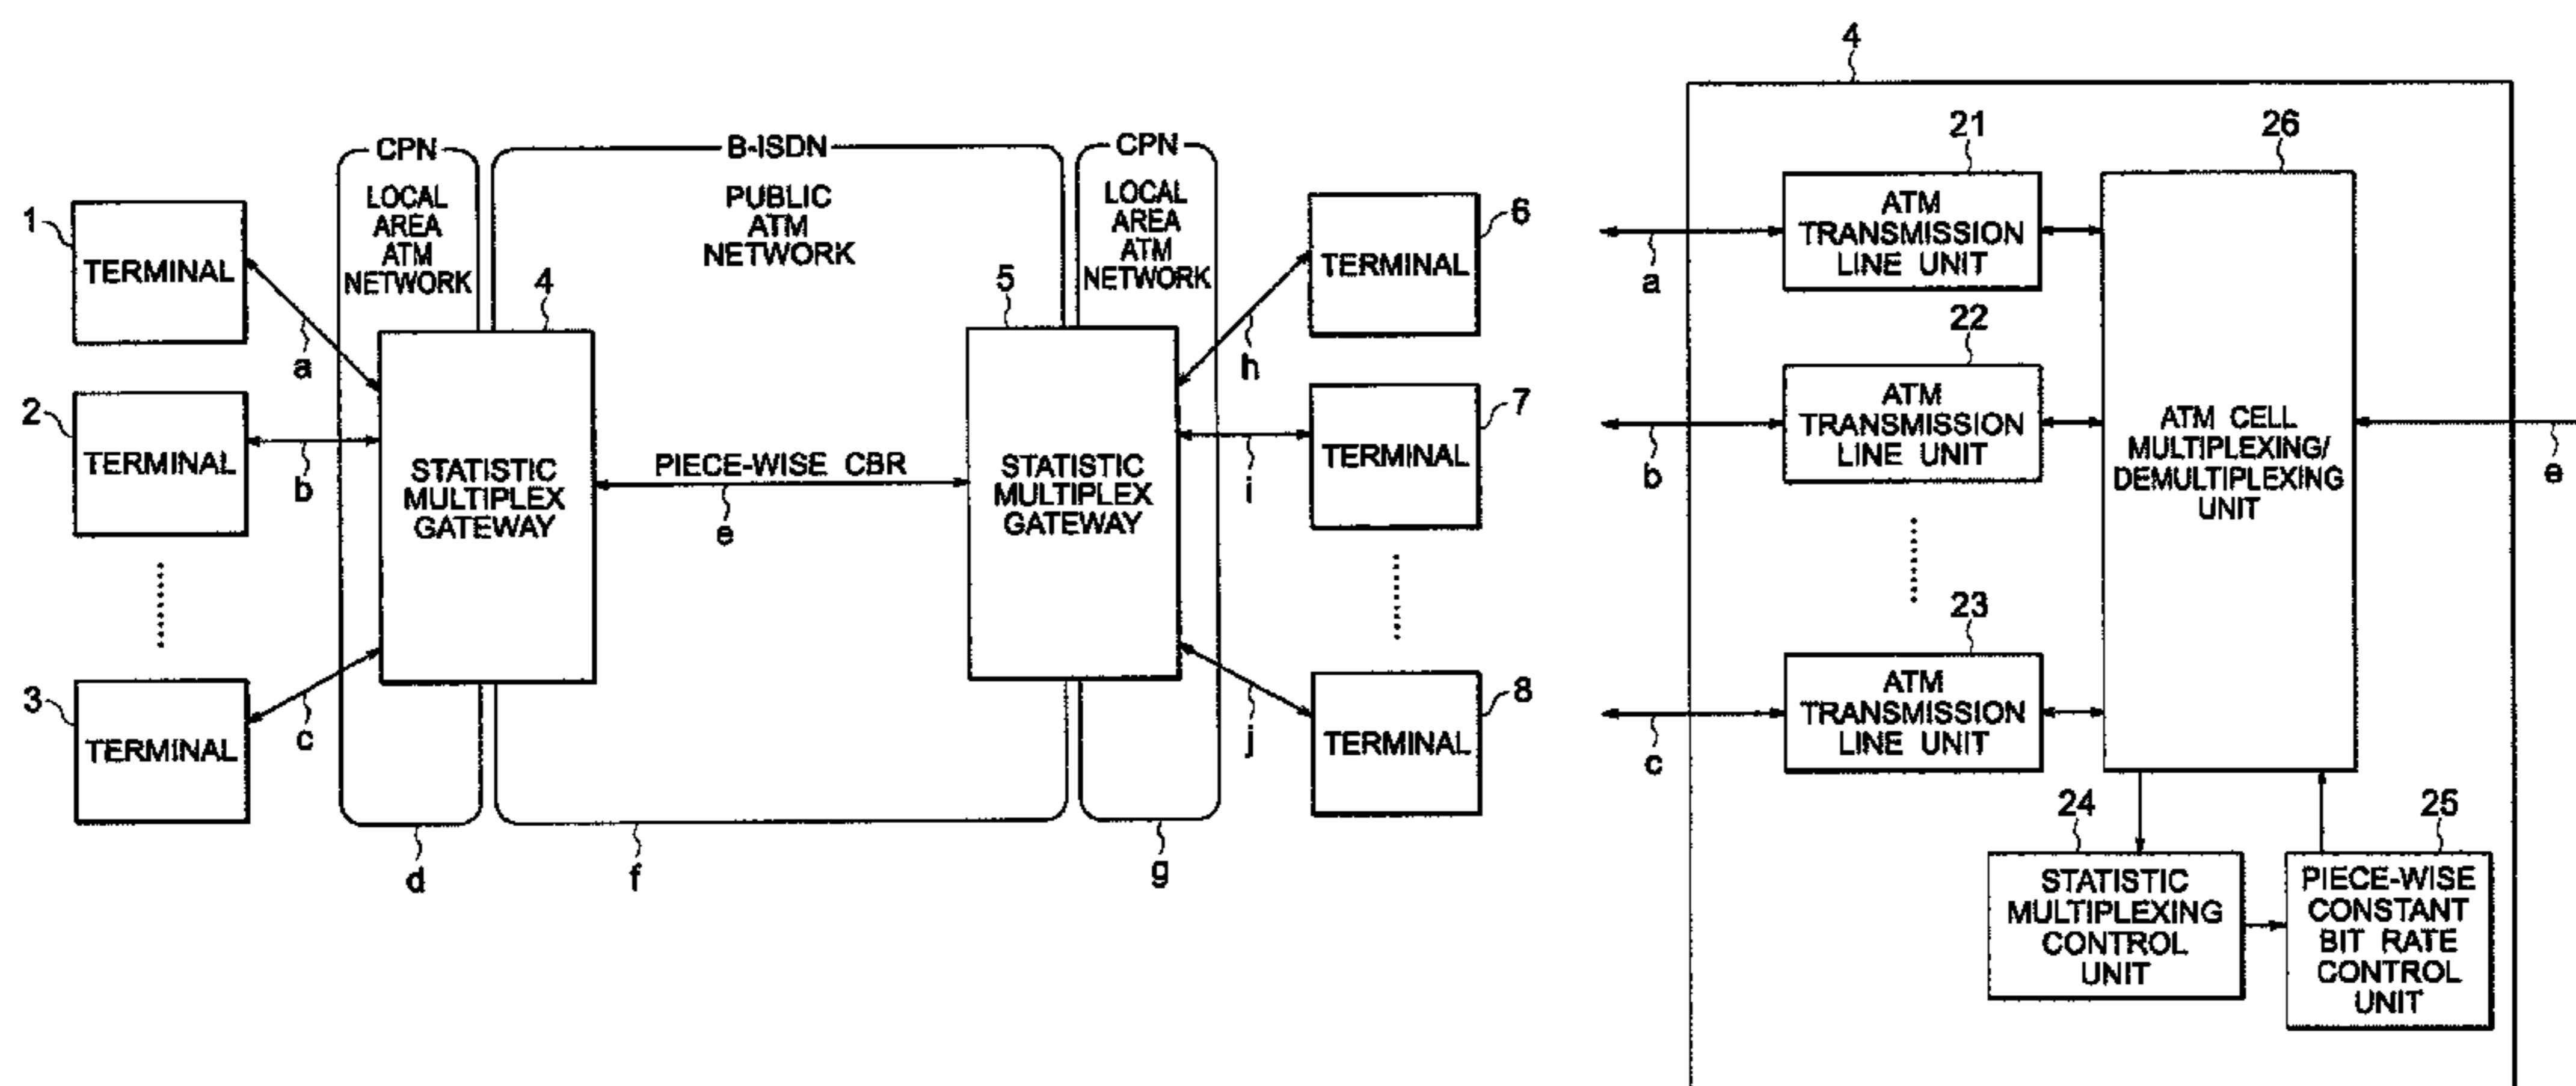 CPN
LOCAL
AREA
ATM
NETWORK
B-ISDN
PUBLIC
ATM
NETWORK
CPN
LOCAL
AREA
ATM
NETWORK
1
TERMINAL
a
2
TERMINAL
b
3
TERMINAL
c
4
STATISTIC
MULTIPLEX
GATEWAY
PIECE-WISE CBR
e
5
STATISTIC
MULTIPLEX
GATEWAY
6
TERMINAL
h
7
TERMINAL
i
8
TERMINAL
j
d
f
g
4
21
ATM
TRANSMISSION
LINE UNIT
a
22
ATM
TRANSMISSION
LINE UNIT
b
23
ATM
TRANSMISSION
LINE UNIT
c
26
ATM CELL
MULTIPLEXING/
DEMULTIPLEXING
UNIT
e
24
STATISTIC
MULTIPLEXING
CONTROL
UNIT
25
PIECE-WISE
CONSTANT
BIT RATE
CONTROL
UNIT